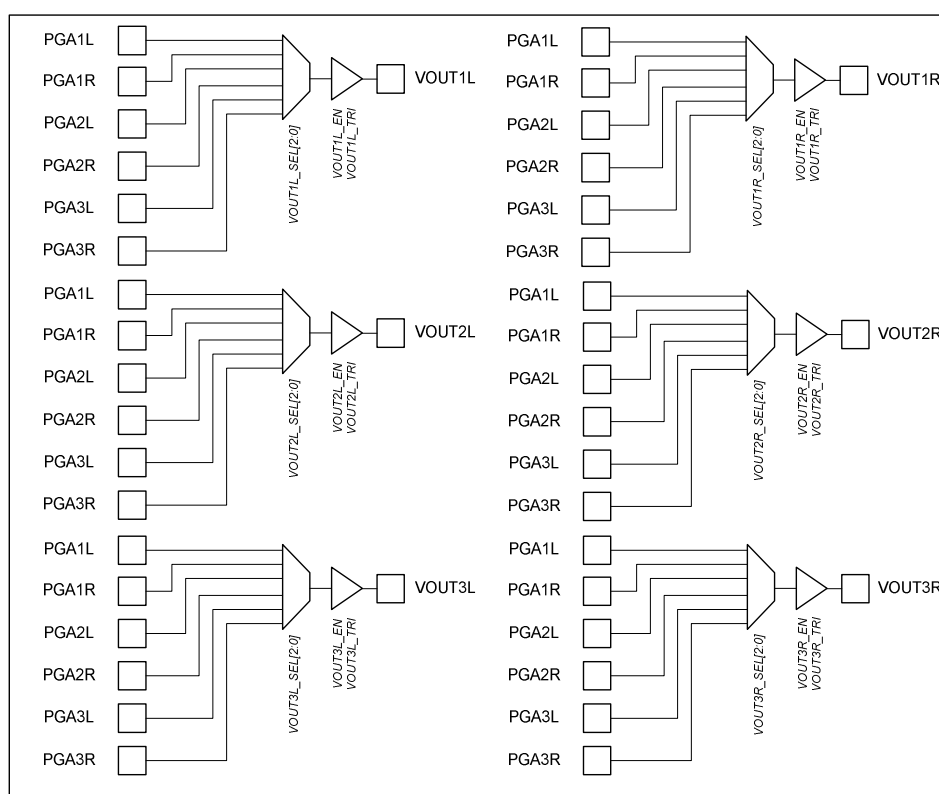 PGA1L
PGA1R
PGA2L
PGA2R
PGA3L
PGA3R
VOUT1L_SEL[2:0]
VOUT1L_EN
VOUT1L_TRI
VOUT1L
PGA1L
PGA1R
PGA2L
PGA2R
PGA3L
PGA3R
VOUT1R_SEL[2:0]
VOUT1R_EN
VOUT1R_TRI
VOUT1R
PGA1L
PGA1R
PGA2L
PGA2R
PGA3L
PGA3R
VOUT2L_SEL[2:0]
VOUT2L_EN
VOUT2L_TRI
VOUT2L
PGA1L
PGA1R
PGA2L
PGA2R
PGA3L
PGA3R
VOUT2R_SEL[2:0]
VOUT2R_EN
VOUT2R_TRI
VOUT2R
PGA1L
PGA1R
PGA2L
PGA2R
PGA3L
PGA3R
VOUT3L_SEL[2:0]
VOUT3L_EN
VOUT3L_TRI
VOUT3L
PGA1L
PGA1R
PGA2L
PGA2R
PGA3L
PGA3R
VOUT3R_SEL[2:0]
VOUT3R_EN
VOUT3R_TRI
VOUT3R